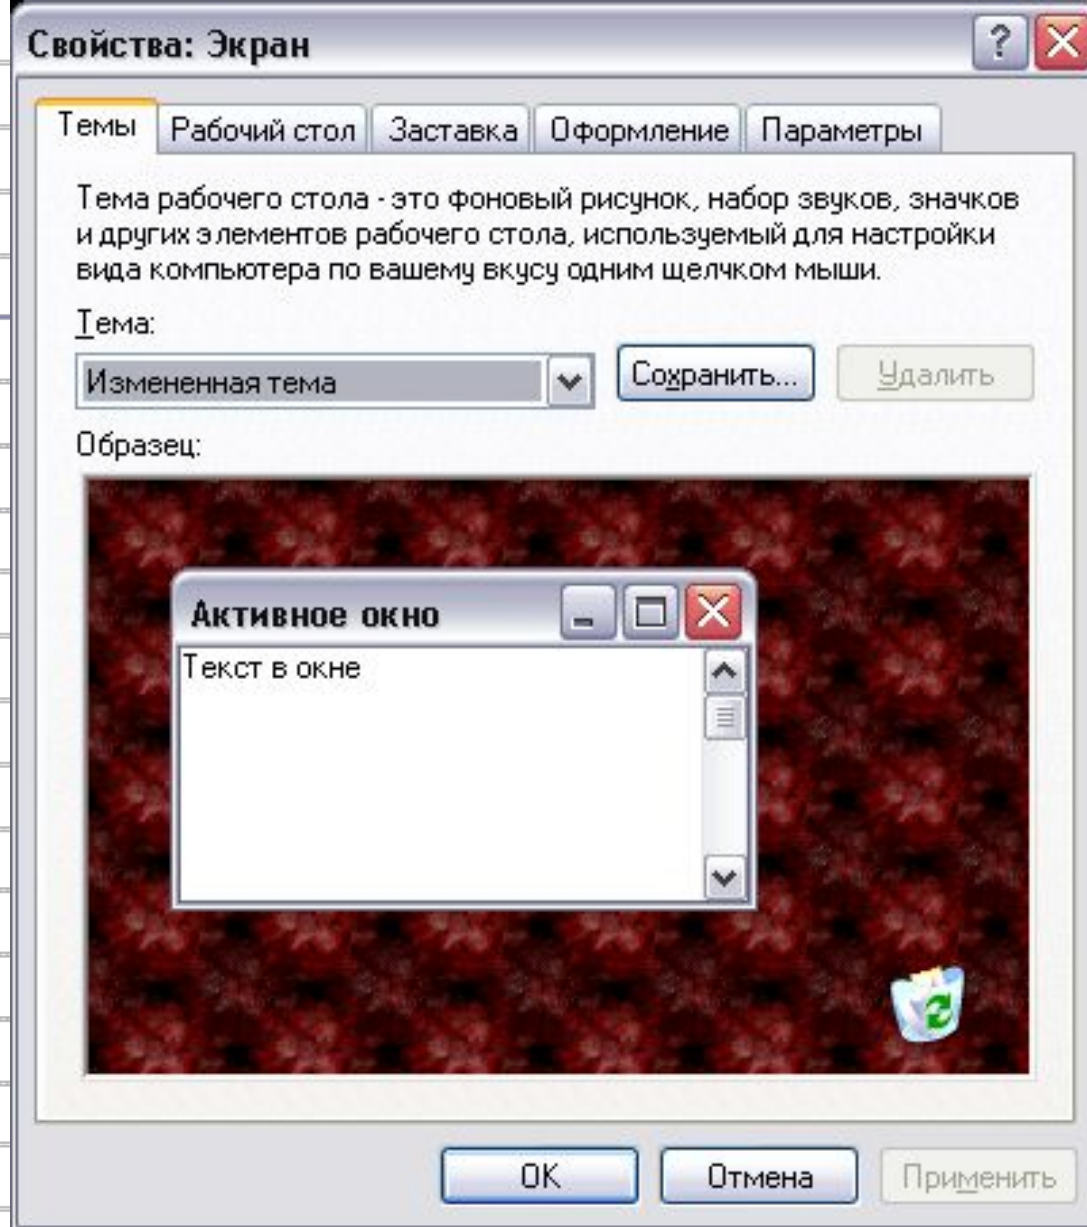 Свойства: Экран
Темы Рабочий стол Заставка Оформление Параметры
Тема рабочего стола - это фоновый рисунок, набор звуков, значков
и других элементов рабочего стола, используемый для настройки
вида компьютера по вашему вкусу одним щелчком мыши.
Тема:
Измененная тема Сохранить... Удалить
Образец:
Активное окно
Текст в окне
OK Отмена Применить